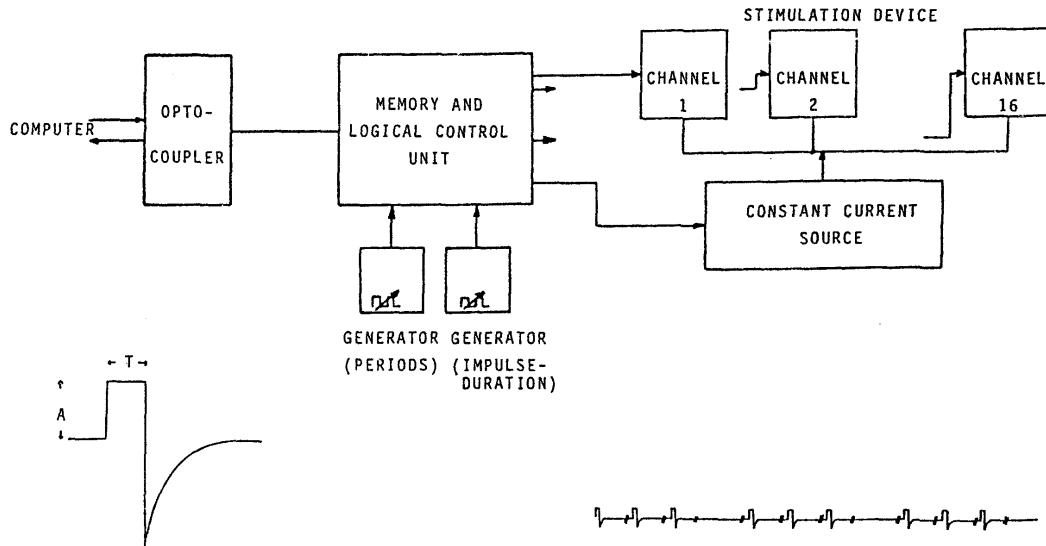 STIMULATION DEVICE
COMPUTER
OPTO-
COUPLER
MEMORY AND
LOGICAL CONTROL
UNIT
CHANNEL
1
CHANNEL
2
CHANNEL
16
CONSTANT CURRENT
SOURCE
GENERATOR
(PERIODS)
GENERATOR
(IMPULSE-
DURATION)
← T →
A